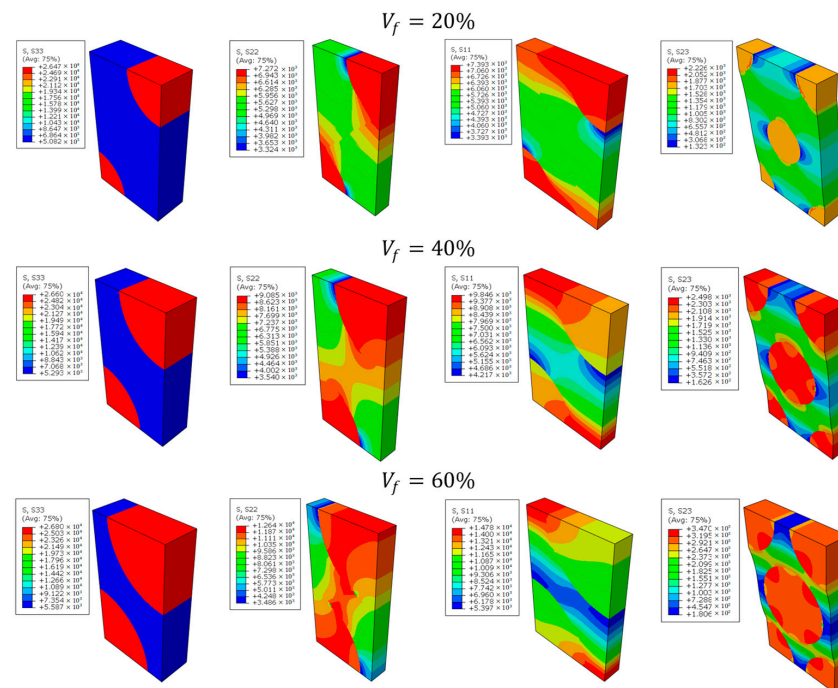 V_f = 20%
S, S33
(Avg: 75%)
+2.647 × 10⁴
+2.469 × 10⁴
+2.291 × 10⁴
+2.112 × 10⁴
+1.934 × 10⁴
+1.756 × 10⁴
+1.578 × 10⁴
+1.399 × 10⁴
+1.221 × 10⁴
+1.043 × 10⁴
+8.647 × 10³
+6.864 × 10³
+5.082 × 10³
S, S22
(Avg: 75%)
+7.272 × 10³
+6.943 × 10³
+6.614 × 10³
+6.285 × 10³
+5.956 × 10³
+5.627 × 10³
+5.298 × 10³
+4.969 × 10³
+4.640 × 10³
+4.311 × 10³
+3.982 × 10³
+3.653 × 10³
+3.324 × 10³
S, S11
(Avg: 75%)
+7.393 × 10³
+7.060 × 10³
+6.726 × 10³
+6.393 × 10³
+6.060 × 10³
+5.726 × 10³
+5.393 × 10³
+5.060 × 10³
+4.727 × 10³
+4.393 × 10³
+4.060 × 10³
+3.727 × 10³
+3.393 × 10³
S, S23
(Avg: 75%)
+2.226 × 10³
+2.052 × 10³
+1.877 × 10³
+1.703 × 10³
+1.528 × 10³
+1.354 × 10³
+1.179 × 10³
+1.005 × 10³
+8.302 × 10²
+6.557 × 10²
+4.812 × 10²
+3.068 × 10²
+1.323 × 10²
V_f = 40%
S, S33
(Avg: 75%)
+2.660 × 10⁴
+2.482 × 10⁴
+2.304 × 10⁴
+2.127 × 10⁴
+1.949 × 10⁴
+1.772 × 10⁴
+1.594 × 10⁴
+1.417 × 10⁴
+1.239 × 10⁴
+1.062 × 10⁴
+8.843 × 10³
+7.068 × 10³
+5.293 × 10³
S, S22
(Avg: 75%)
+9.085 × 10³
+8.623 × 10³
+8.161 × 10³
+7.699 × 10³
+7.237 × 10³
+6.775 × 10³
+6.313 × 10³
+5.851 × 10³
+5.388 × 10³
+4.926 × 10³
+4.464 × 10³
+4.002 × 10³
+3.540 × 10³
S, S11
(Avg: 75%)
+9.846 × 10³
+9.377 × 10³
+8.908 × 10³
+8.439 × 10³
+7.969 × 10³
+7.500 × 10³
+7.031 × 10³
+6.562 × 10³
+6.093 × 10³
+5.624 × 10³
+5.155 × 10³
+4.686 × 10³
+4.217 × 10³
S, S23
(Avg: 75%)
+2.498 × 10³
+2.303 × 10³
+2.108 × 10³
+1.914 × 10³
+1.719 × 10³
+1.525 × 10³
+1.330 × 10³
+1.136 × 10³
+9.409 × 10²
+7.463 × 10²
+5.518 × 10²
+3.572 × 10²
+1.626 × 10²
V_f = 60%
S, S33
(Avg: 75%)
+2.680 × 10⁴
+2.503 × 10⁴
+2.326 × 10⁴
+2.149 × 10⁴
+1.973 × 10⁴
+1.796 × 10⁴
+1.619 × 10⁴
+1.442 × 10⁴
+1.266 × 10⁴
+1.089 × 10⁴
+9.122 × 10³
+7.354 × 10³
+5.587 × 10³
S, S22
(Avg: 75%)
+1.264 × 10⁴
+1.187 × 10⁴
+1.111 × 10⁴
+1.035 × 10⁴
+9.586 × 10³
+8.823 × 10³
+8.061 × 10³
+7.298 × 10³
+6.536 × 10³
+5.773 × 10³
+5.011 × 10³
+4.248 × 10³
+3.486 × 10³
S, S11
(Avg: 75%)
+1.478 × 10⁴
+1.400 × 10⁴
+1.321 × 10⁴
+1.243 × 10⁴
+1.165 × 10⁴
+1.087 × 10⁴
+1.009 × 10⁴
+9.306 × 10³
+8.524 × 10³
+7.742 × 10³
+6.960 × 10³
+6.178 × 10³
+5.397 × 10³
S, S23
(Avg: 75%)
+3.470 × 10³
+3.195 × 10³
+2.921 × 10³
+2.647 × 10³
+2.373 × 10³
+2.099 × 10³
+1.825 × 10³
+1.551 × 10³
+1.277 × 10³
+1.003 × 10³
+7.288 × 10²
+4.547 × 10²
+1.806 × 10²